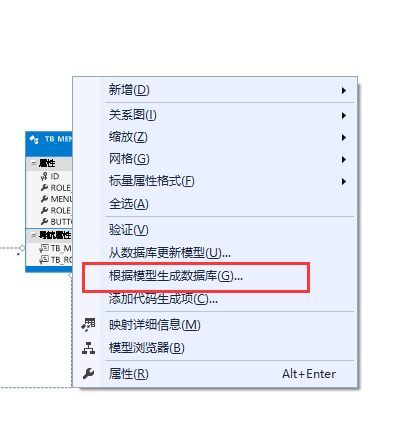 新增(D)
关系图(I)
缩放(Z)
网格(G)
标量属性格式(F)
全选(A)
验证(V)
从数据库更新模型(U)...
根据模型生成数据库(G)...
添加代码生成项(C)...
映射详细信息(M)
模型浏览器(B)
属性(R) Alt+Enter
TB_MEN
属性
ID
ROLE_
MENU
ROLE_
BUTTO
导航属性
TB_M
TB_RO